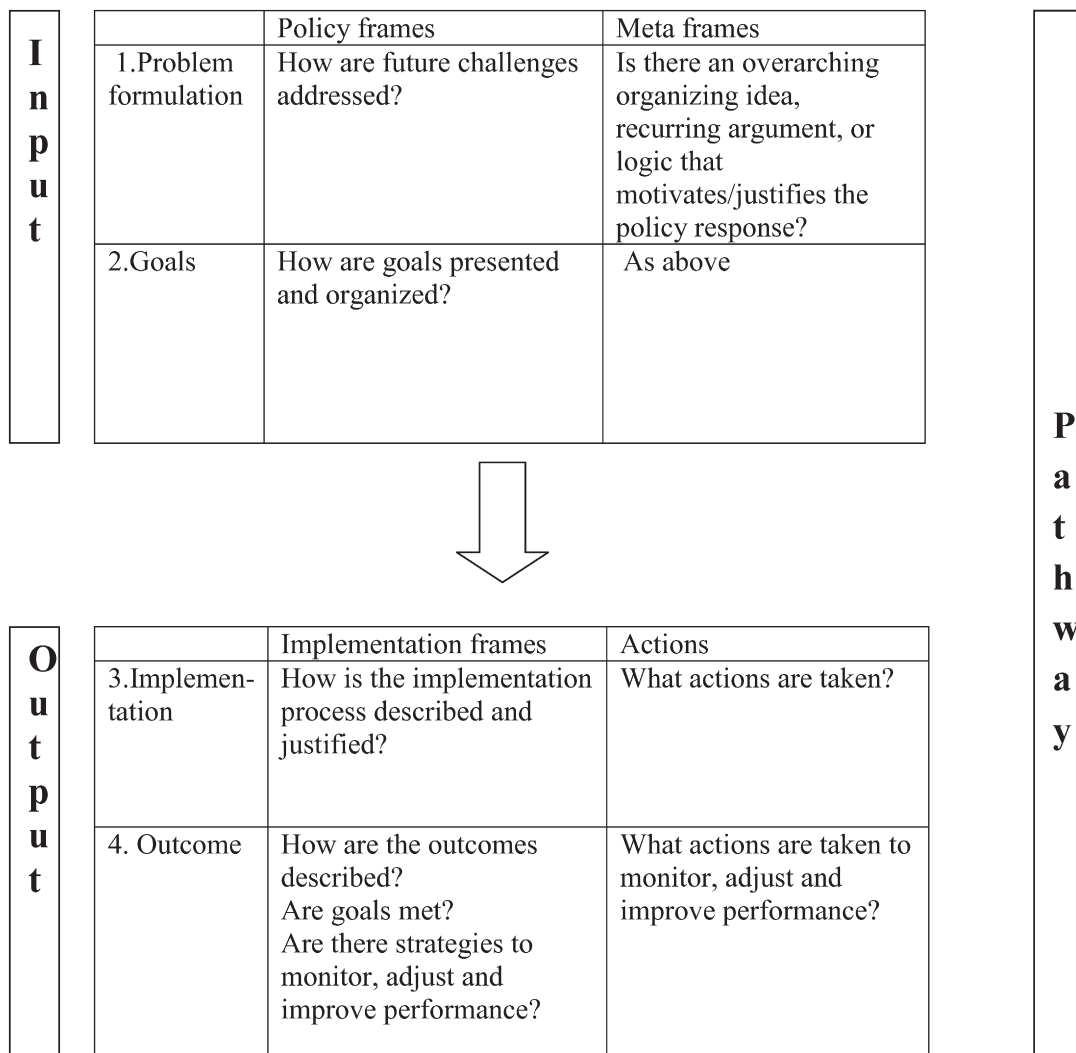 Input
Policy frames
Meta frames
1.Problem
formulation
How are future challenges
addressed?
Is there an overarching
organizing idea,
recurring argument, or
logic that
motivates/justifies the
policy response?
2.Goals
How are goals presented
and organized?
As above
Output
Implementation frames
Actions
3.Implemen-
tation
How is the implementation
process described and
justified?
What actions are taken?
4. Outcome
How are the outcomes
described?
Are goals met?
Are there strategies to
monitor, adjust and
improve performance?
What actions are taken to
monitor, adjust and
improve performance?
Pathway